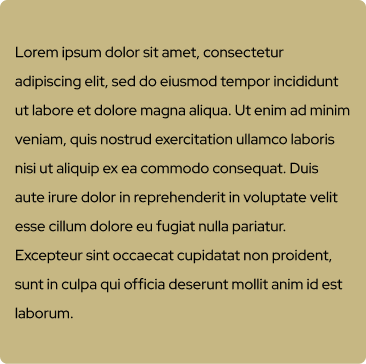 Lorem ipsum dolor sit amet, consectetur
adipiscing elit, sed do eiusmod tempor incididunt
ut labore et dolore magna aliqua. Ut enim ad minim
veniam, quis nostrud exercitation ullamco laboris
nisi ut aliquip ex ea commodo consequat. Duis
aute irure dolor in reprehenderit in voluptate velit
esse cillum dolore eu fugiat nulla pariatur.
Excepteur sint occaecat cupidatat non proident,
sunt in culpa qui officia deserunt mollit anim id est
laborum.